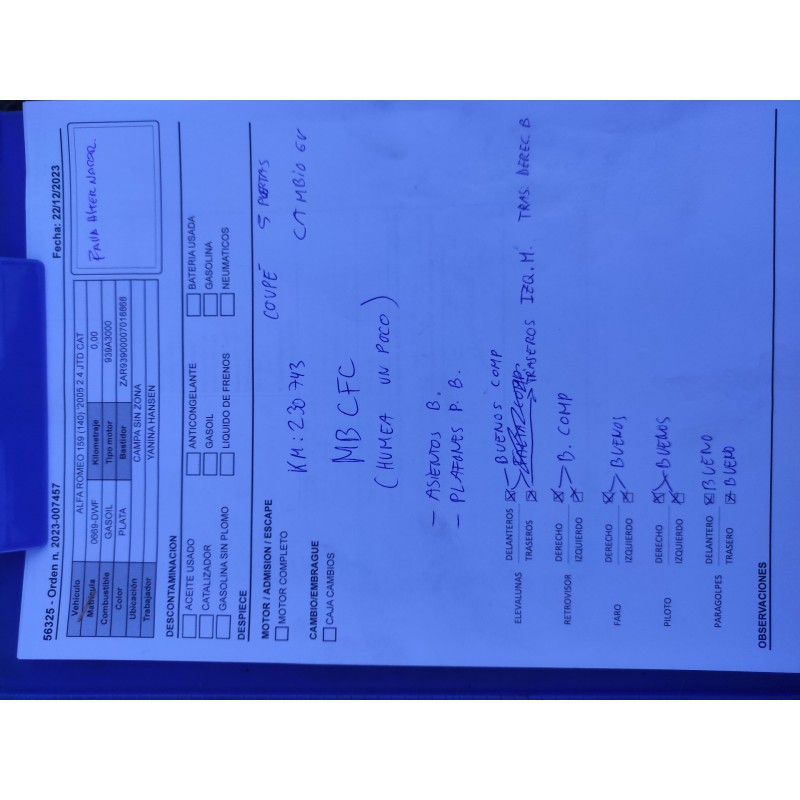 56325 - Orden n. 2023-007457 Fecha: 22/12/2023
Vehículo ALFA ROMEO 159 (140) '2005 2.4 JTD CAT
Matrícula 0669-DWF Kilometraje 0,00
Combustible GASOIL Tipo motor 939A3000
Color PLATA Bastidor ZAR93900007018868
Ubicación CAMPA SIN ZONA
Trabajador YANINA HANSEN
FALLA ALTERNADOR
DESCONTAMINACION
ACEITE USADO ANTICONGELANTE BATERIA USADA
CATALIZADOR GASOIL GASOLINA
GASOLINA SIN PLOMO LIQUIDO DE FRENOS NEUMATICOS
DESPIECE
MOTOR / ADMISION / ESCAPE COUPÉ 5 PUERTAS
MOTOR COMPLETO
KM: 230743 CAMBIO 6V
CAMBIO/EMBRAGUE
CAJA CAMBIOS
MB CFC
(HUMEA UN POCO)
- ASIENTOS B.
- PLAFONES P. B.
ELEVALUNAS DELANTEROS BUENOS COMP
TRASEROS TRASEROS IZQ. M. TRAS. DEREC. B
RETROVISOR DERECHO B. COMP
IZQUIERDO
FARO DERECHO BUENOS
IZQUIERDO
PILOTO DERECHO BUENOS
IZQUIERDO
PARAGOLPES DELANTERO BUENO
TRASERO BUENO
OBSERVACIONES